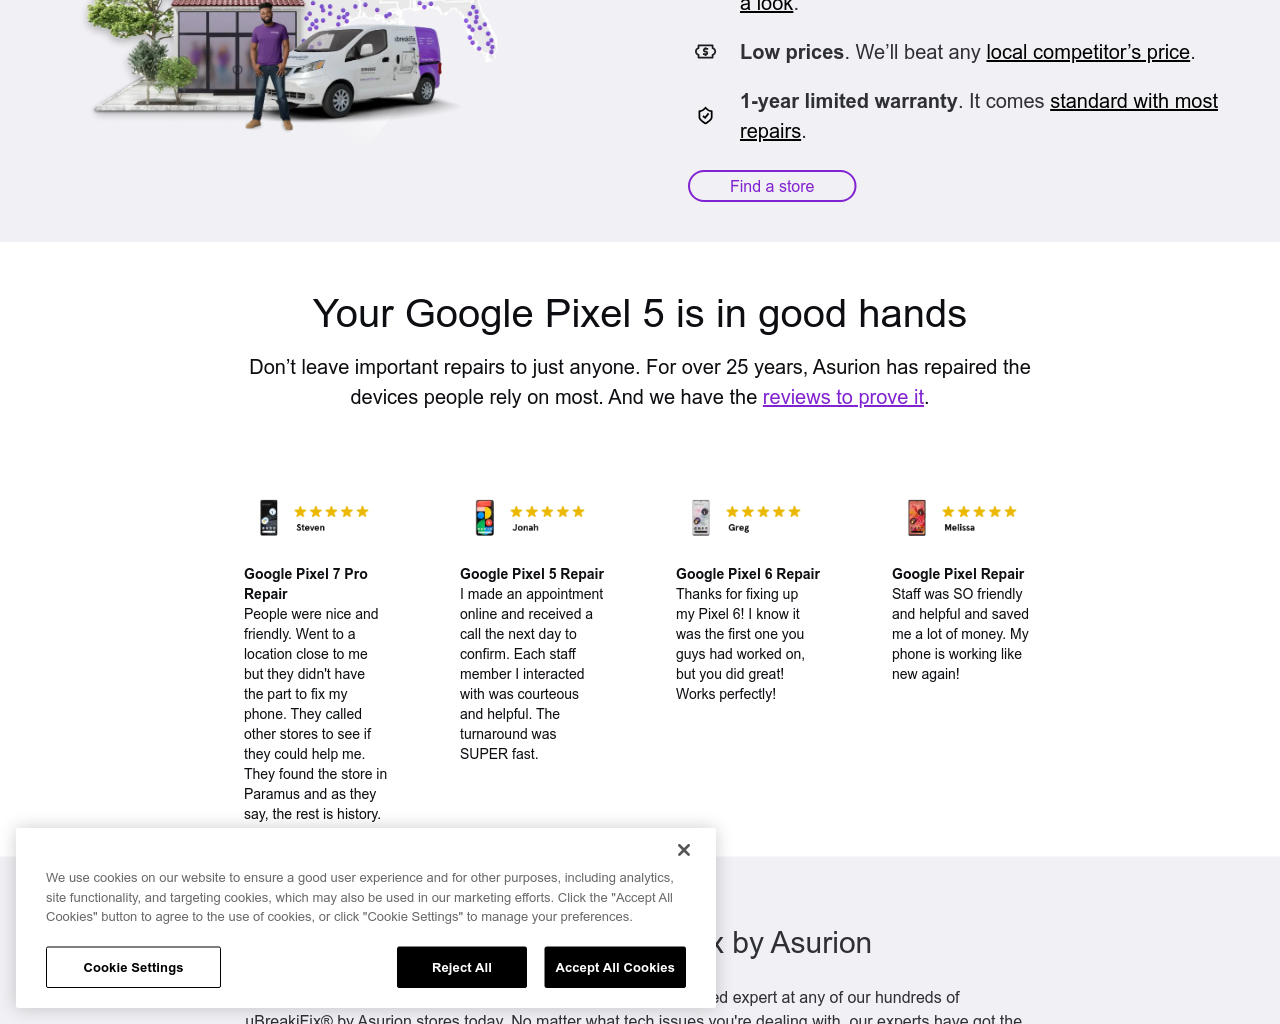 a look.
Low prices. We’ll beat any local competitor’s price.
1-year limited warranty. It comes standard with most
repairs.
Find a store
Your Google Pixel 5 is in good hands
Don’t leave important repairs to just anyone. For over 25 years, Asurion has repaired the
devices people rely on most. And we have the reviews to prove it.
Steven
Google Pixel 7 Pro
Repair
People were nice and
friendly. Went to a
location close to me
but they didn't have
the part to fix my
phone. They called
other stores to see if
they could help me.
They found the store in
Paramus and as they
say, the rest is history.
Jonah
Google Pixel 5 Repair
I made an appointment
online and received a
call the next day to
confirm. Each staff
member I interacted
with was courteous
and helpful. The
turnaround was
SUPER fast.
Greg
Google Pixel 6 Repair
Thanks for fixing up
my Pixel 6! I know it
was the first one you
guys had worked on,
but you did great!
Works perfectly!
Melissa
Google Pixel Repair
Staff was SO friendly
and helpful and saved
me a lot of money. My
phone is working like
new again!
by Asurion
expert at any of our hundreds of
uBreakiFix® by Asurion stores today. No matter what tech issues you're dealing with, our experts have got the
We use cookies on our website to ensure a good user experience and for other purposes, including analytics,
site functionality, and targeting cookies, which may also be used in our marketing efforts. Click the "Accept All
Cookies" button to agree to the use of cookies, or click "Cookie Settings" to manage your preferences.
Cookie Settings
Reject All
Accept All Cookies